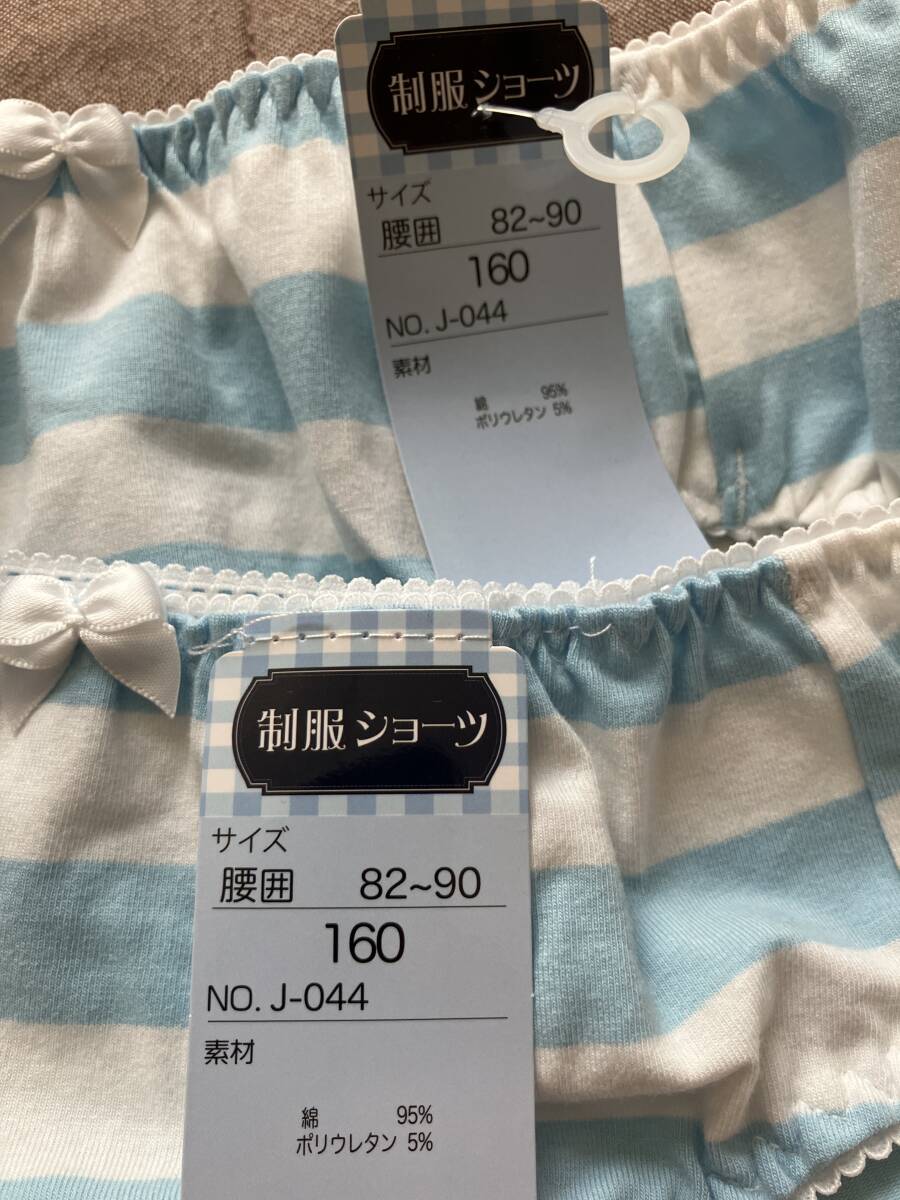 制服ショーツ
サイズ
腰囲 82~90
160
NO. J-044
素材
綿 95%
ポリウレタン 5%
制服ショーツ
サイズ
腰囲 82~90
160
NO. J-044
素材
綿 95%
ポリウレタン 5%